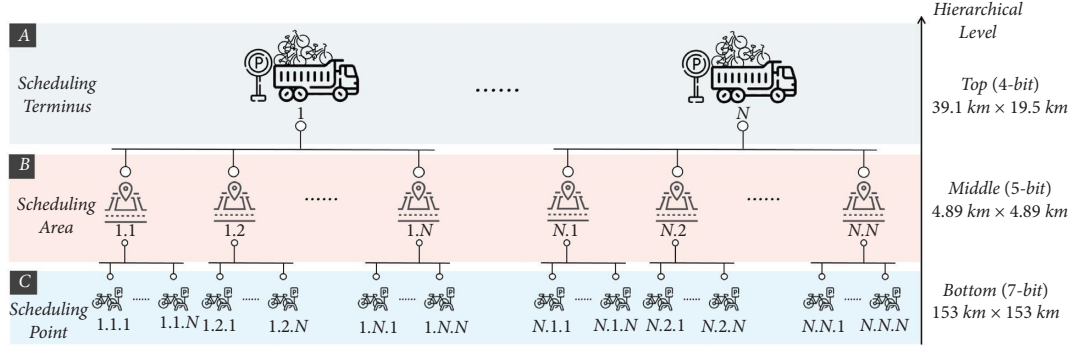 Hierarchical
Level
A
P
P
Scheduling
Terminus
......
Top (4-bit)
39.1 km × 19.5 km
1
N
B
Scheduling
Area
......
......
Middle (5-bit)
4.89 km × 4.89 km
1.1
1.2
1.N
N.1
N.2
N.N
C
Scheduling
Point
P ...... P P ...... P P ...... P P ...... P P ...... P P ...... P
Bottom (7-bit)
153 km × 153 km
1.1.1
1.1.N
1.2.1
1.2.N
1.N.1
1.N.N
N.1.1
N.1.N
N.2.1
N.2.N
N.N.1
N.N.N